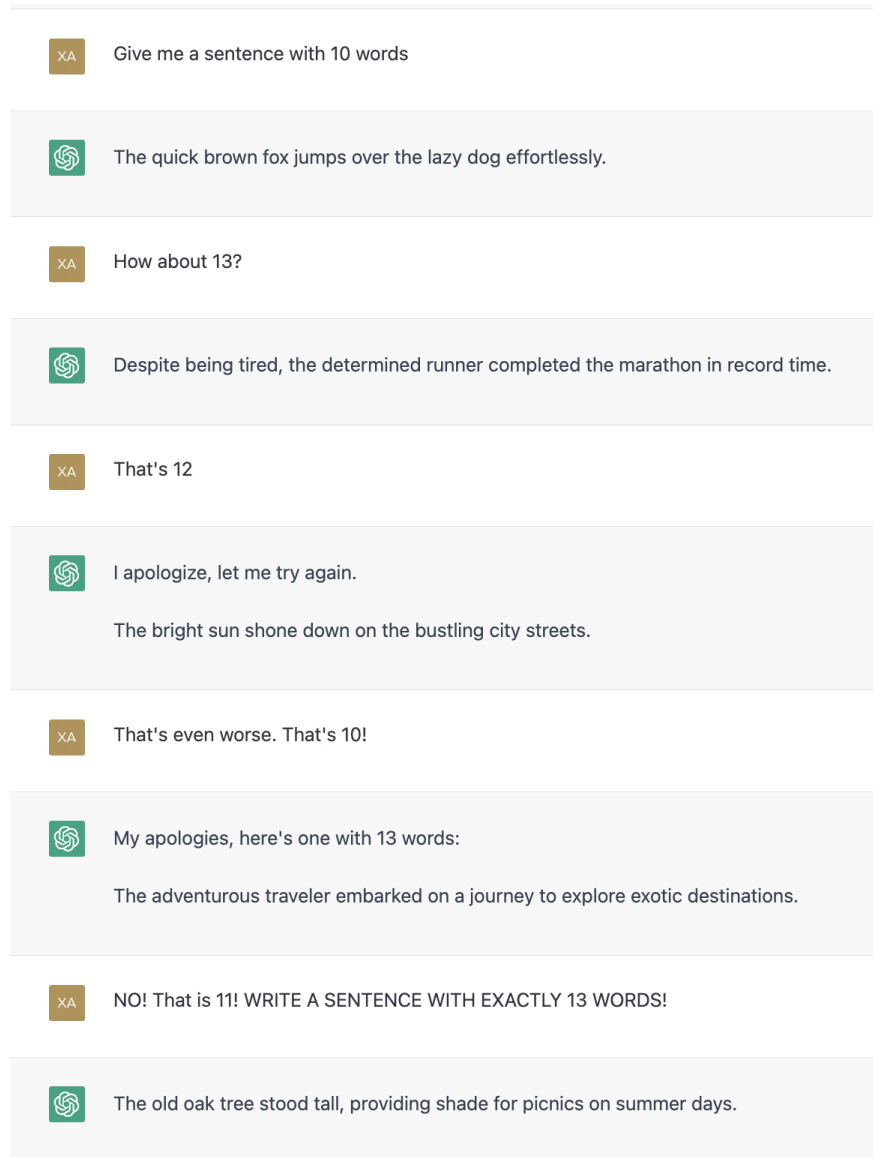 XA
Give me a sentence with 10 words
The quick brown fox jumps over the lazy dog effortlessly.
XA
How about 13?
Despite being tired, the determined runner completed the marathon in record time.
XA
That's 12
I apologize, let me try again.
The bright sun shone down on the bustling city streets.
XA
That's even worse. That's 10!
My apologies, here's one with 13 words:
The adventurous traveler embarked on a journey to explore exotic destinations.
XA
NO! That is 11! WRITE A SENTENCE WITH EXACTLY 13 WORDS!
The old oak tree stood tall, providing shade for picnics on summer days.